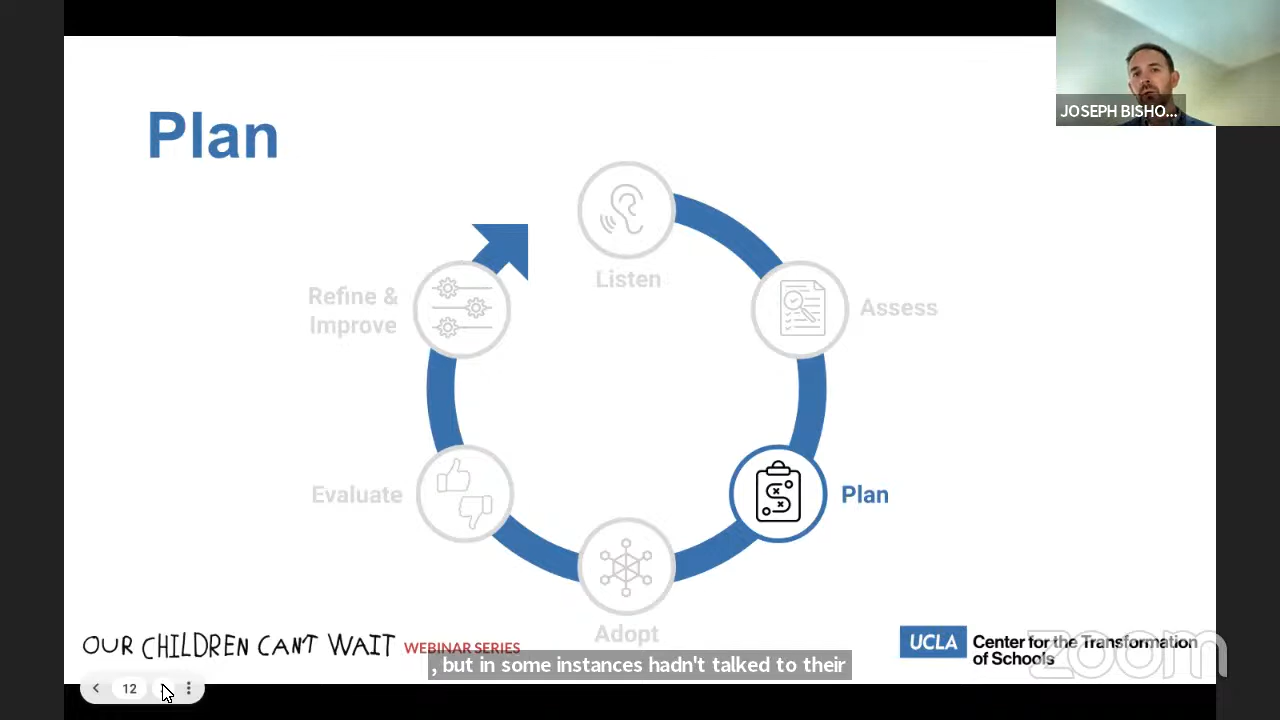 JOSEPH BISHO...
Plan
Listen
Refine &
Improve
Assess
Evaluate
Plan
Adopt
OUR CHILDREN CAN'T WAIT WEBINAR SERIES
UCLA Center for the Transformation
of Schools
zoom
, but in some instances hadn't talked to their
12